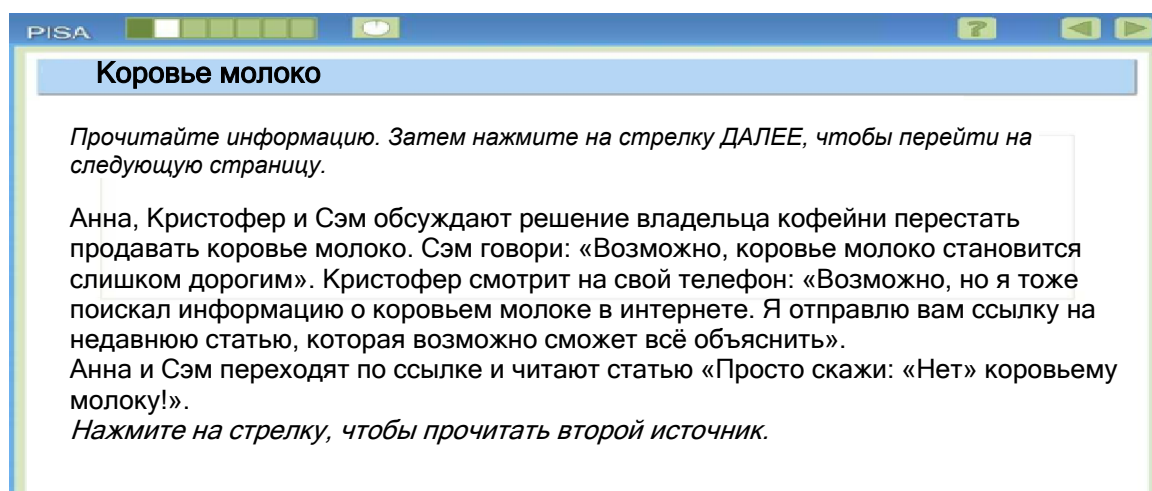 PISA
?
Коровье молоко
Прочитайте информацию. Затем нажмите на стрелку ДАЛЕЕ, чтобы перейти на
следующую страницу.
Анна, Кристофер и Сэм обсуждают решение владельца кофейни перестать
продавать коровье молоко. Сэм говори: «Возможно, коровье молоко становится
слишком дорогим». Кристофер смотрит на свой телефон: «Возможно, но я тоже
поискал информацию о коровьем молоке в интернете. Я отправлю вам ссылку на
недавнюю статью, которая возможно сможет всё объяснить».
Анна и Сэм переходят по ссылке и читают статью «Просто скажи: «Нет» коровьему
молоку!».
Нажмите на стрелку, чтобы прочитать второй источник.